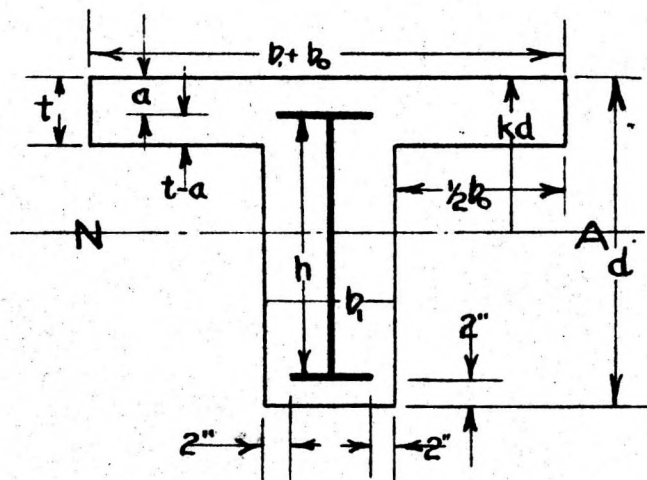 b₁ + b₀
t
a
kd
t-a
½b₀
N
A
h
d
b₁
2"
2"
2"